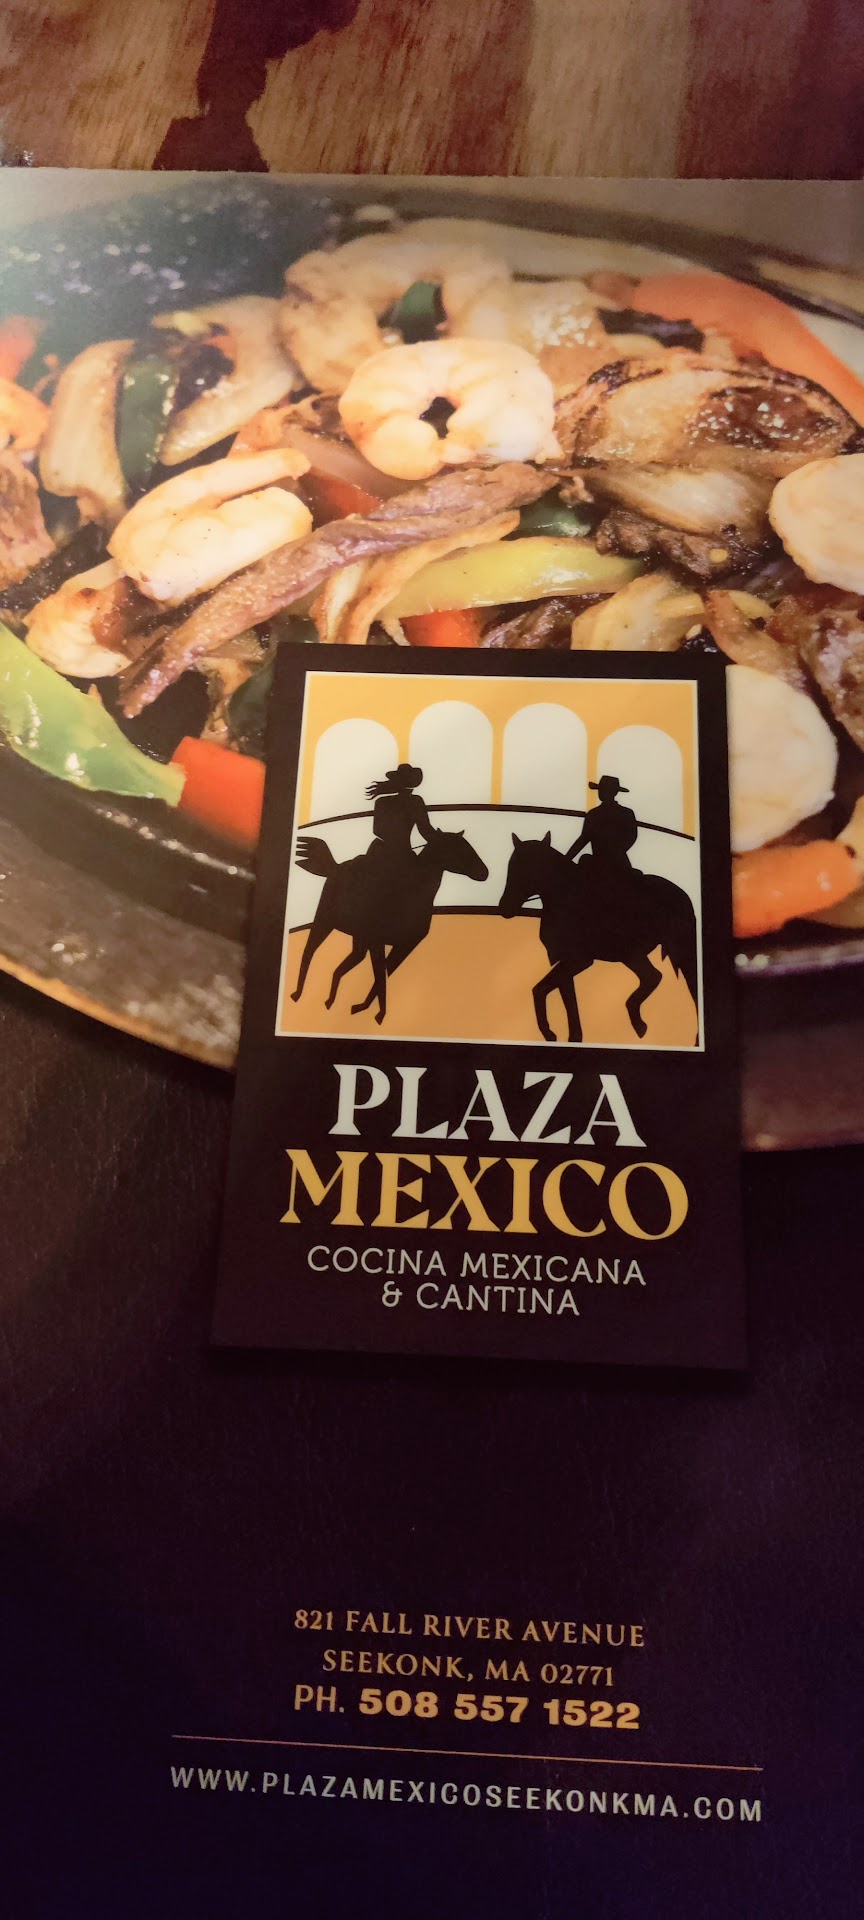 PLAZA
MEXICO
COCINA MEXICANA
& CANTINA
821 FALL RIVER AVENUE
SEEKONK, MA 02771
PH. 508 557 1522
WWW.PLAZAMEXICOSEEKONKMA.COM